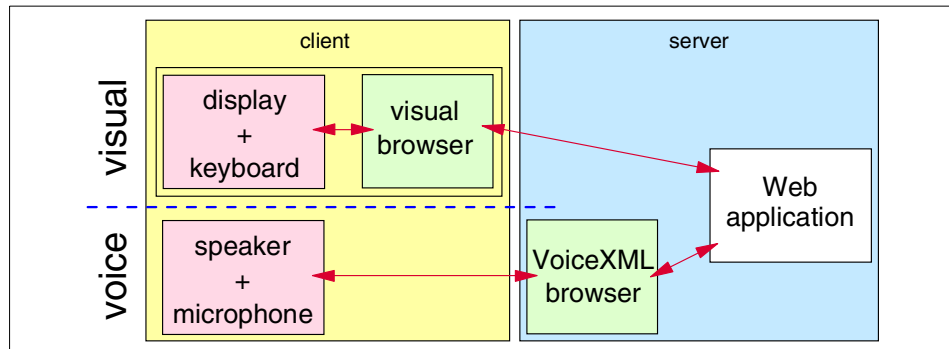 client
server
visual
display
+
keyboard
visual
browser
Web
application
voice
speaker
+
microphone
VoiceXML
browser